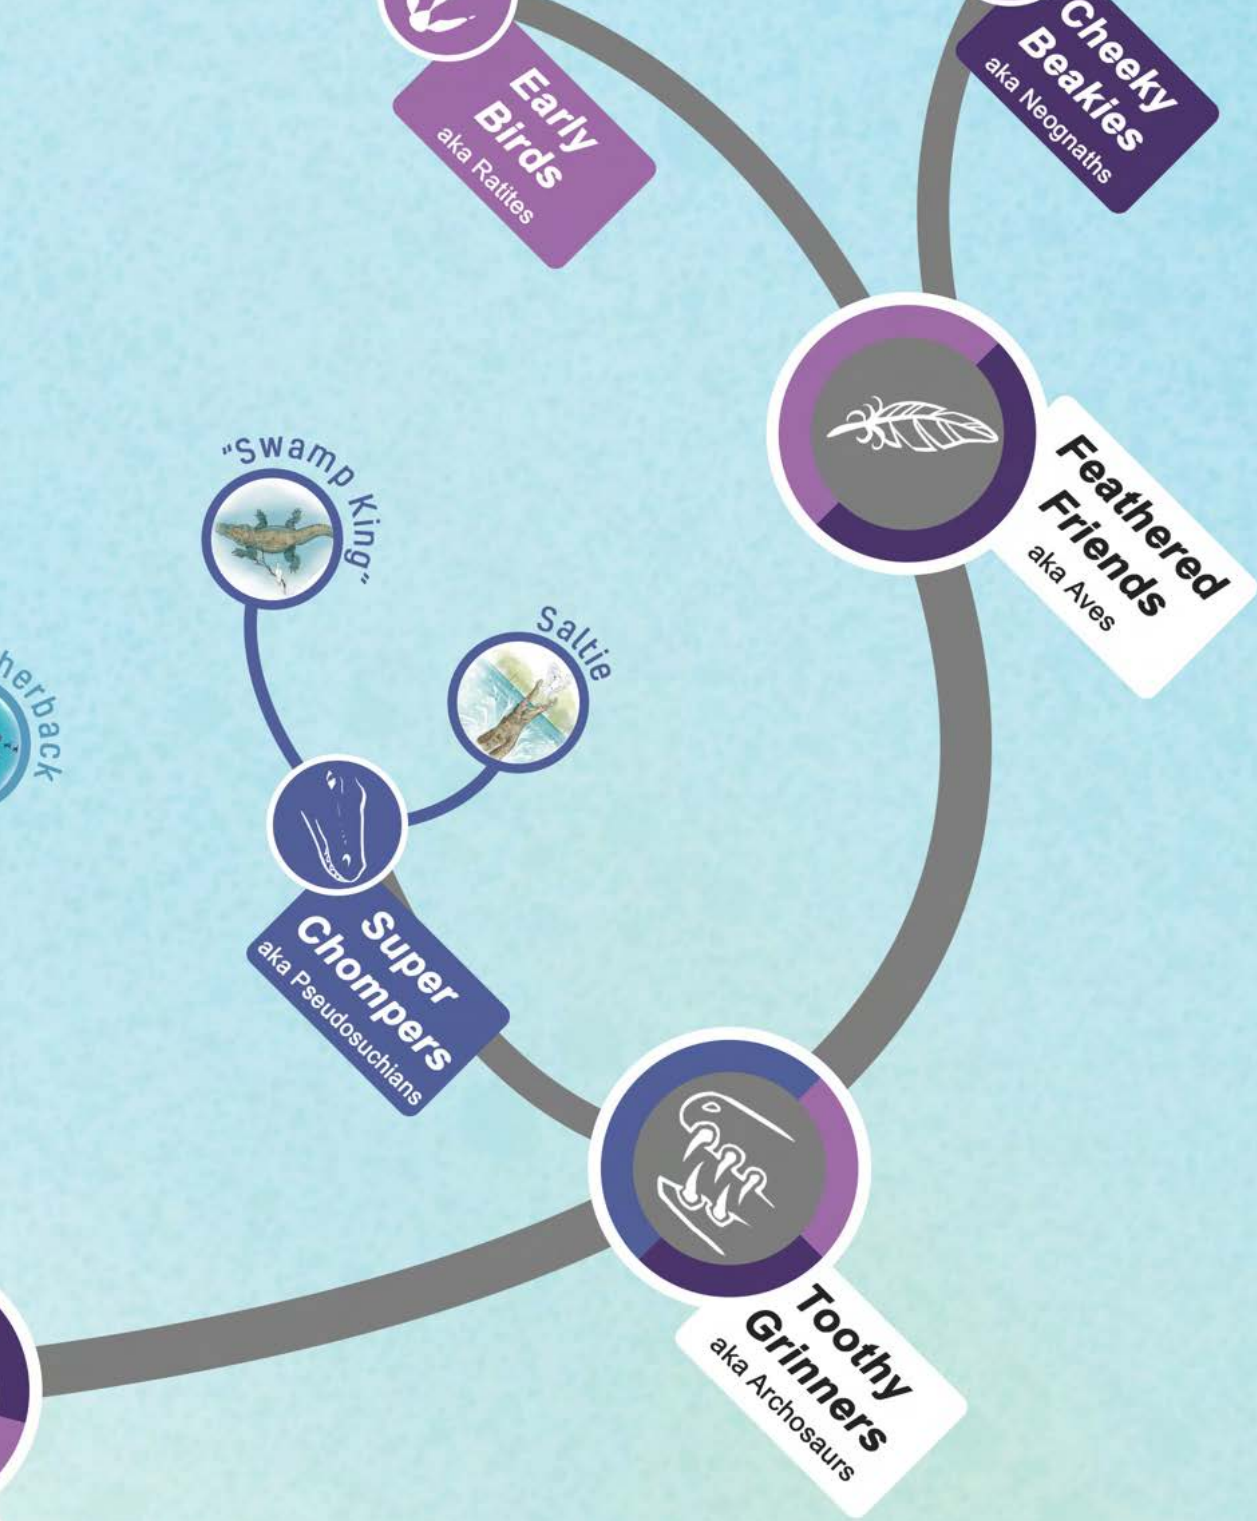 Cheeky
Beakies
aka Neognaths
Early
Birds
aka Ratites
Feathered
Friends
aka Aves
"Swamp King"
Saltie
herback
Super
Chompers
aka Pseudosuchians
Toothy
Grinners
aka Archosaurs